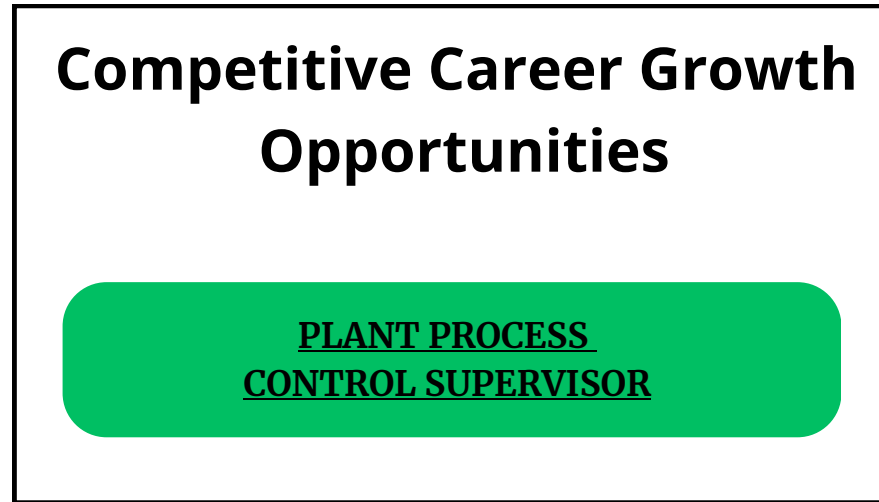 Competitive Career Growth
Opportunities
PLANT PROCESS
CONTROL SUPERVISOR